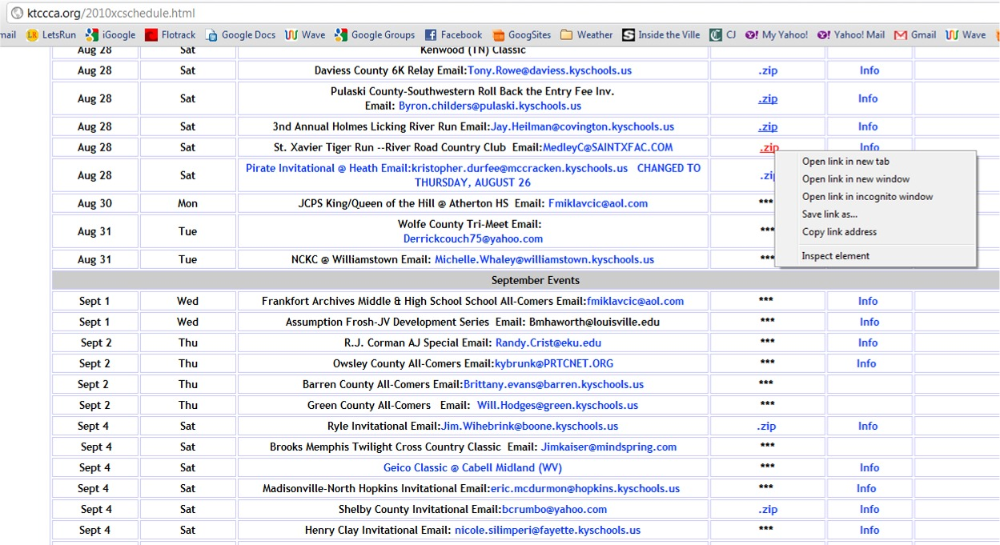 ktccca.org/2010xcschedule.html
mail LetsRun iGoogle Flotrack Google Docs Wave Google Groups Facebook GoogSites Weather Inside the Ville CJ My Yahoo! Yahoo! Mail Gmail Wave
Aug 28 Sat Kenwood (TN) Classic
Aug 28 Sat Daviess County 6K Relay Email:Tony.Rowe@daviess.kyschools.us .zip Info
Pulaski County-Southwestern Roll Back the Entry Fee Inv.
Aug 28 Sat Email: Byron.childers@pulaski.kyschools.us .zip Info
Aug 28 Sat 3nd Annual Holmes Licking River Run Email:Jay.Heilman@covington.kyschools.us .zip Info
Aug 28 Sat St. Xavier Tiger Run --River Road Country Club Email:MedleyC@SAINTXFAC.COM .zip Info
Pirate Invitational @ Heath Email:kristopher.durfee@mccracken.kyschools.us CHANGED TO
Aug 28 Sat THURSDAY, AUGUST 26 .zip
Aug 30 Mon JCPS King/Queen of the Hill @ Atherton HS Email: Fmiklavcic@aol.com ***
Wolfe County Tri-Meet Email:
Aug 31 Tue Derrickcouch75@yahoo.com ***
Aug 31 Tue NCKC @ Williamstown Email: Michelle.Whaley@williamstown.kyschools.us ***
Open link in new tab
Open link in new window
Open link in incognito window
Save link as...
Copy link address
Inspect element
September Events
Sept 1 Wed Frankfort Archives Middle & High School School All-Comers Email:fmiklavcic@aol.com *** Info
Sept 1 Wed Assumption Frosh-JV Development Series Email: Bmhaworth@louisville.edu *** Info
Sept 2 Thu R.J. Corman AJ Special Email: Randy.Crist@eku.edu *** Info
Sept 2 Thu Owsley County All-Comers Email:kybrunk@PRTCNET.ORG *** Info
Sept 2 Thu Barren County All-Comers Email:Brittany.evans@barren.kyschools.us ***
Sept 2 Thu Green County All-Comers Email: Will.Hodges@green.kyschools.us ***
Sept 4 Sat Ryle Invitational Email:Jim.Wihebrink@boone.kyschools.us .zip Info
Sept 4 Sat Brooks Memphis Twilight Cross Country Classic Email: Jimkaiser@mindspring.com ***
Sept 4 Sat Geico Classic @ Cabell Midland (WV) *** Info
Sept 4 Sat Madisonville-North Hopkins Invitational Email:eric.mcdurmon@hopkins.kyschools.us *** Info
Sept 4 Sat Shelby County Invitational Email:bcrumbo@yahoo.com .zip Info
Sept 4 Sat Henry Clay Invitational Email: nicole.silimperi@fayette.kyschools.us *** Info